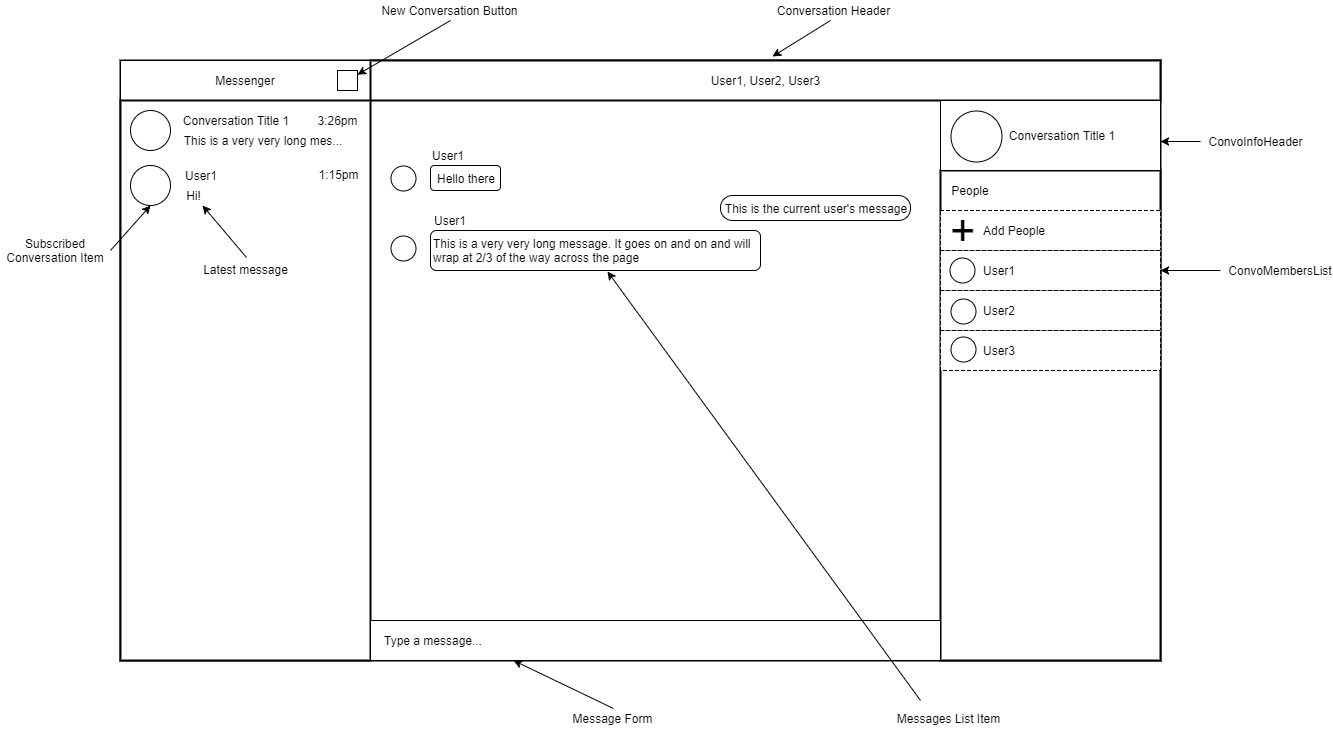 New Conversation Button
Conversation Header
Messenger
User1, User2, User3
Conversation Title 1 3:26pm
This is a very very long mes...
User1 1:15pm
Hi!
Subscribed
Conversation Item
Latest message
User1
Hello there
This is the current user's message
User1
This is a very very long message. It goes on and on and will
wrap at 2/3 of the way across the page
Type a message...
Conversation Title 1
ConvoInfoHeader
People
Add People
User1
ConvoMembersList
User2
User3
Message Form
Messages List Item